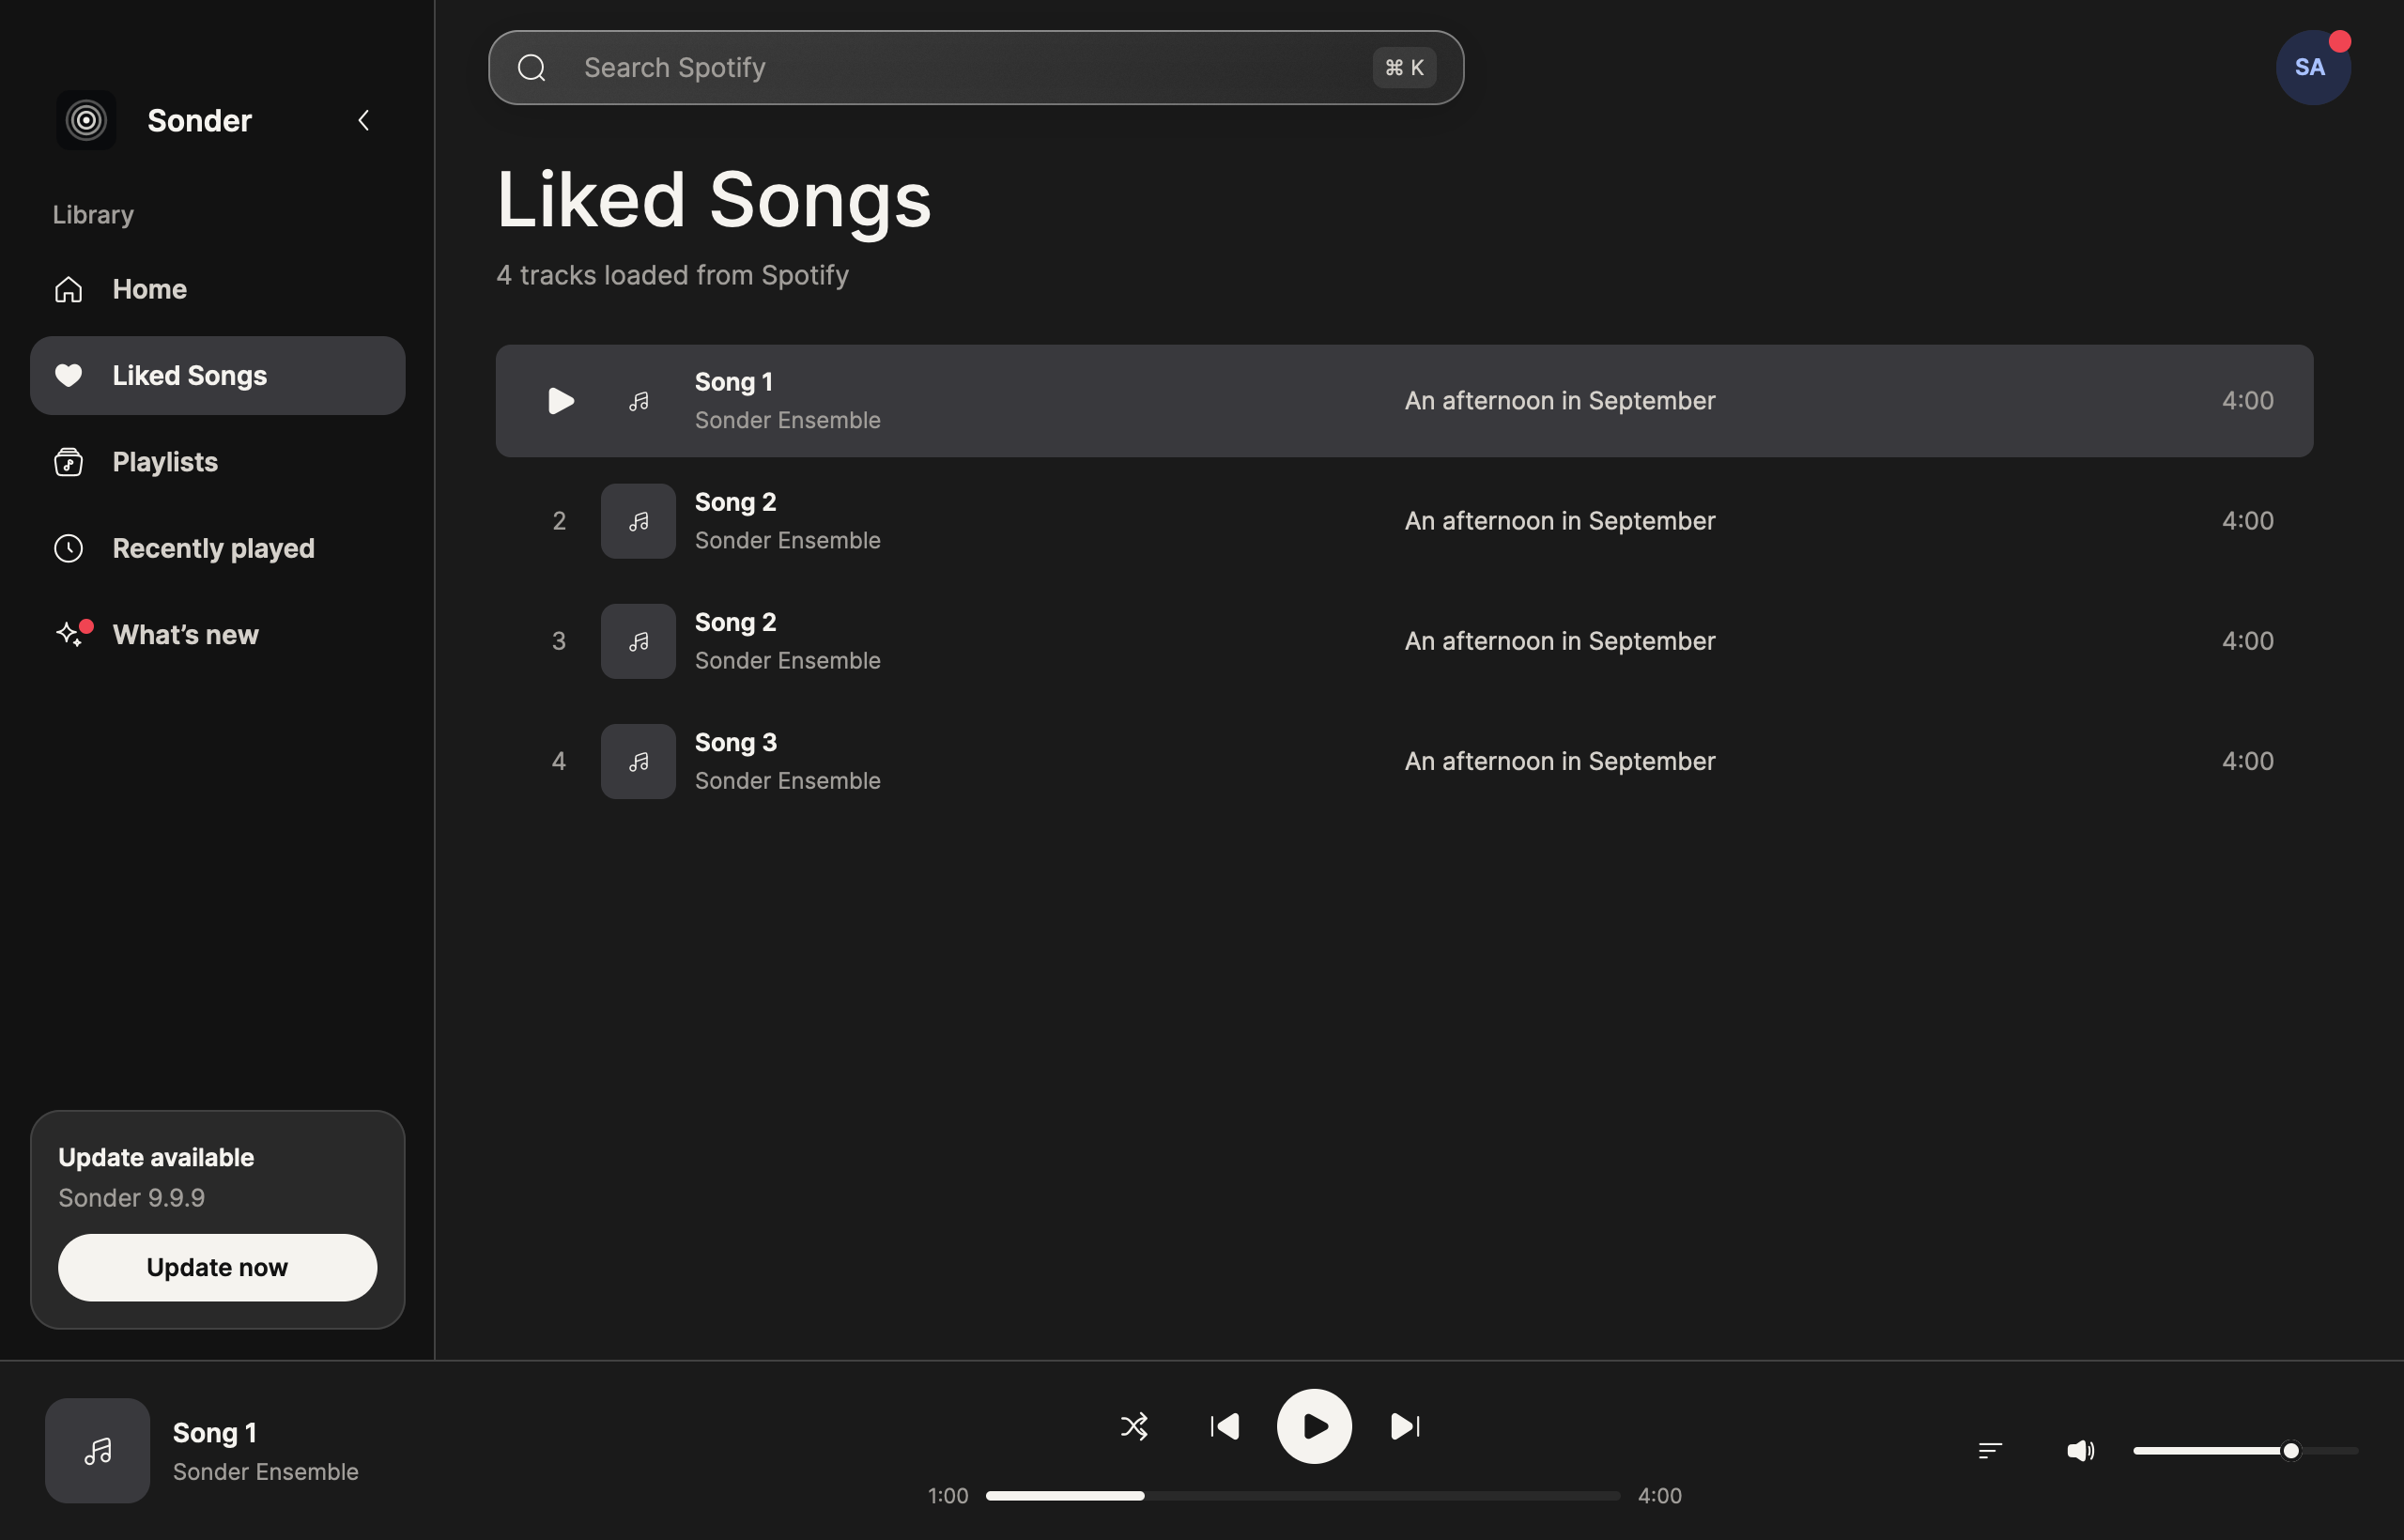 Sonder
Library
Home
Liked Songs
Playlists
Recently played
What’s new
Update available
Sonder 9.9.9
Update now
Search Spotify
⌘ K
SA
Liked Songs
4 tracks loaded from Spotify
Song 1
Sonder Ensemble
An afternoon in September
4:00
2
Song 2
Sonder Ensemble
An afternoon in September
4:00
3
Song 2
Sonder Ensemble
An afternoon in September
4:00
4
Song 3
Sonder Ensemble
An afternoon in September
4:00
Song 1
Sonder Ensemble
1:00
4:00